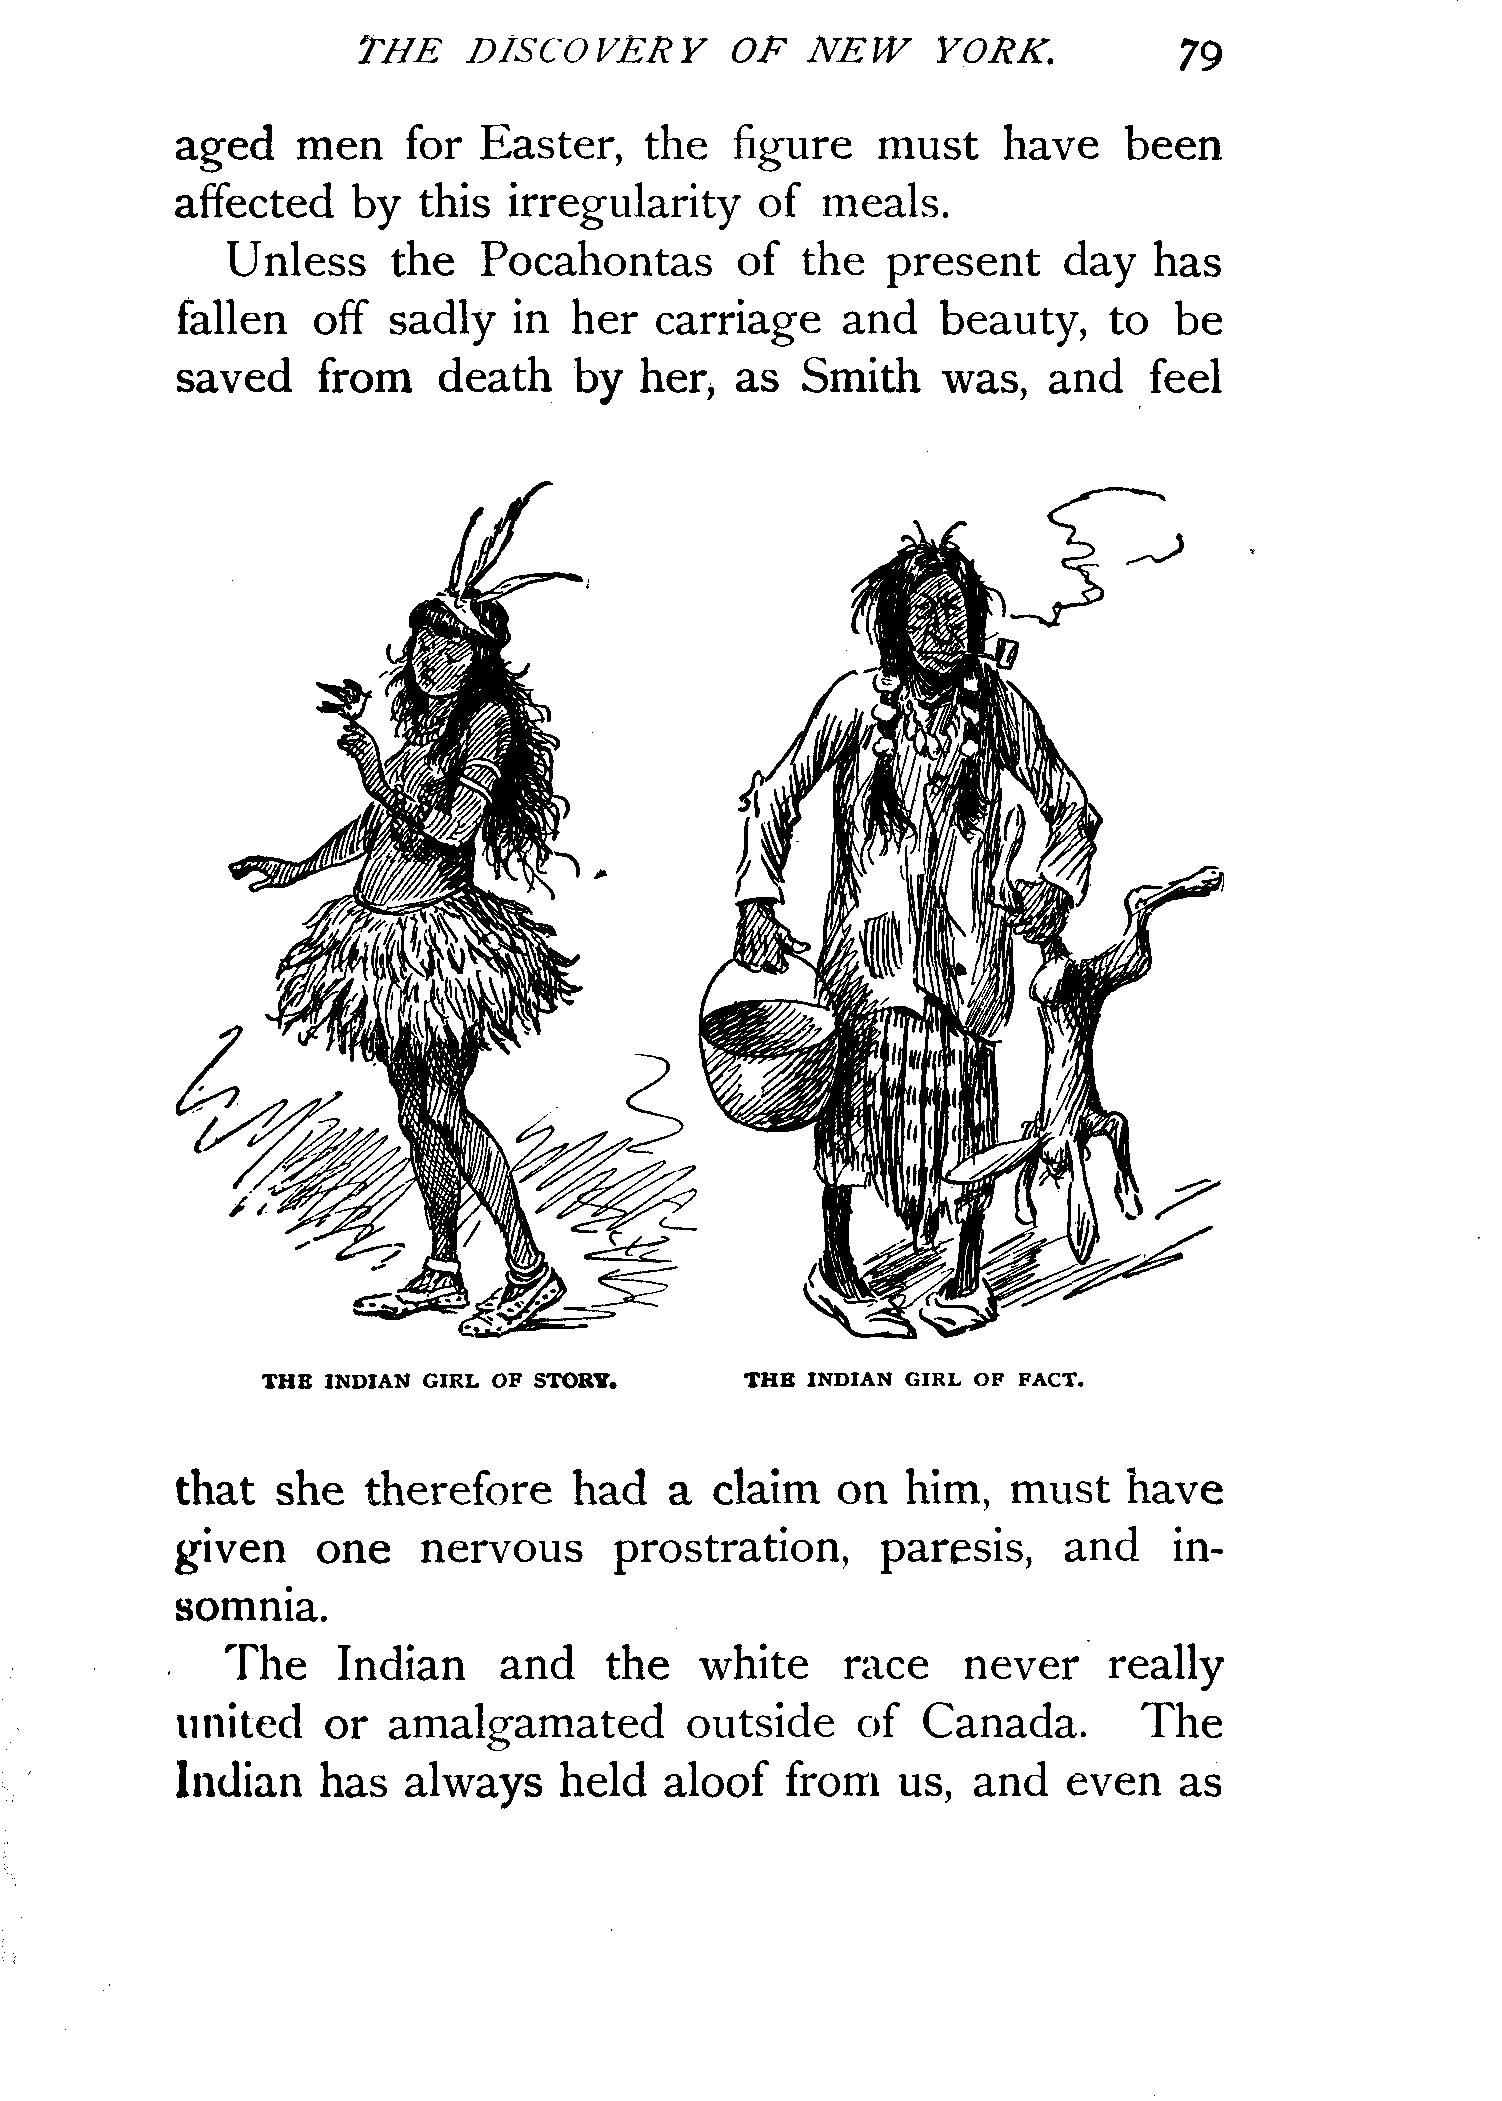 THE DISCOVERY OF NEW YORK. 79
aged men for Easter, the figure must have been
affected by this irregularity of meals.
Unless the Pocahontas of the present day has
fallen off sadly in her carriage and beauty, to be
saved from death by her, as Smith was, and feel
THE INDIAN GIRL OF STORY. THE INDIAN GIRL OF FACT.
that she therefore had a claim on him, must have
given one nervous prostration, paresis, and in-
somnia.
The Indian and the white race never really
united or amalgamated outside of Canada. The
Indian has always held aloof from us, and even as